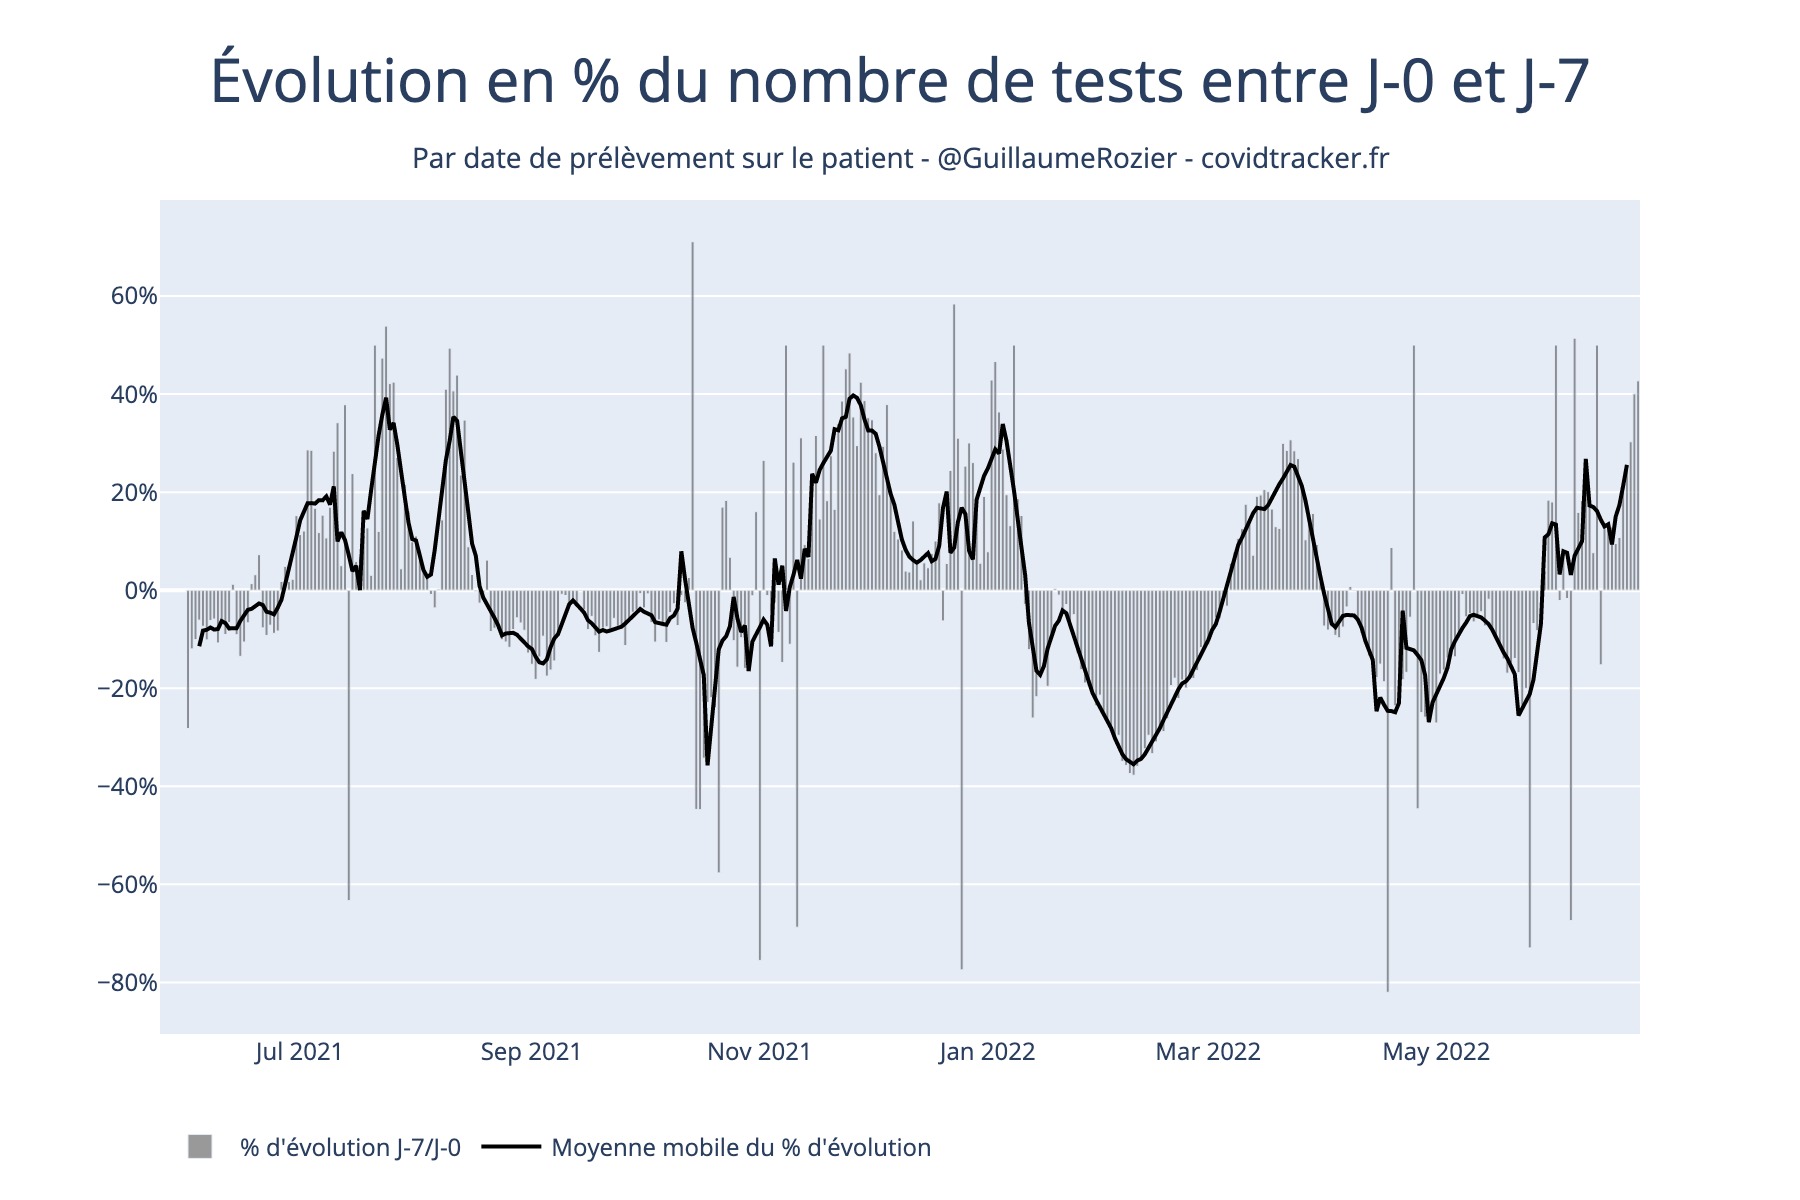 Évolution en % du nombre de tests entre J-0 et J-7
Par date de prélèvement sur le patient - @GuillaumeRozier - covidtracker.fr
60%
40%
20%
0%
−20%
−40%
−60%
−80%
Jul 2021 Sep 2021 Nov 2021 Jan 2022 Mar 2022 May 2022
% d'évolution J-7/J-0 Moyenne mobile du % d'évolution